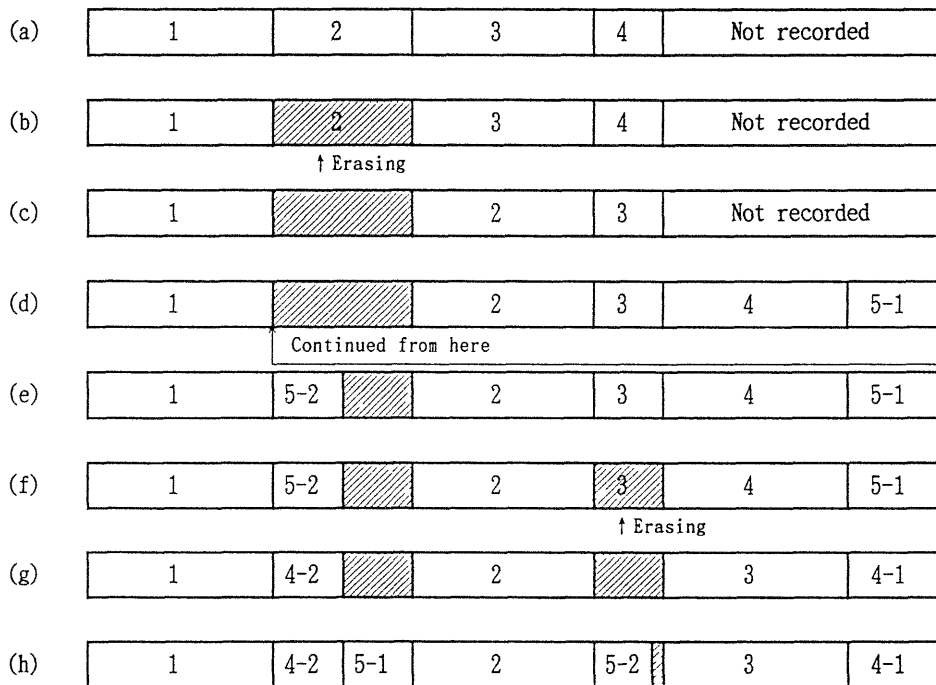 (a) 1 2 3 4 Not recorded
(b) 1 2 3 4 Not recorded
↑ Erasing
(c) 1 2 3 Not recorded
(d) 1 2 3 4 5-1
Continued from here
(e) 1 5-2 2 3 4 5-1
(f) 1 5-2 2 3 4 5-1
↑ Erasing
(g) 1 4-2 2 3 4-1
(h) 1 4-2 5-1 2 5-2 3 4-1